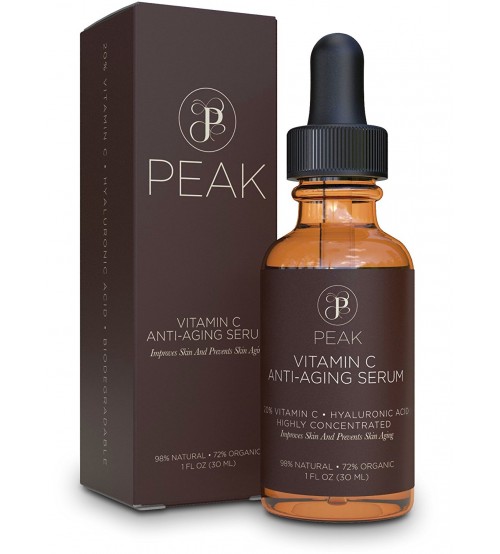 20% VITAMIN C • HYALURONIC ACID • BIODEGRADABLE
P
PEAK
VITAMIN C
ANTI-AGING SERU
Improves Skin And Prevents Skin Agin
98% NATURAL • 72% ORGANIC
1 FL OZ (30 ML)
P
PEAK
VITAMIN C
ANTI-AGING SERUM
20% VITAMIN C • HYALURONIC ACID
HIGHLY CONCENTRATED
Improves Skin And Prevents Skin Aging
98% NATURAL • 72% ORGANIC
1 FL OZ (30 ML)